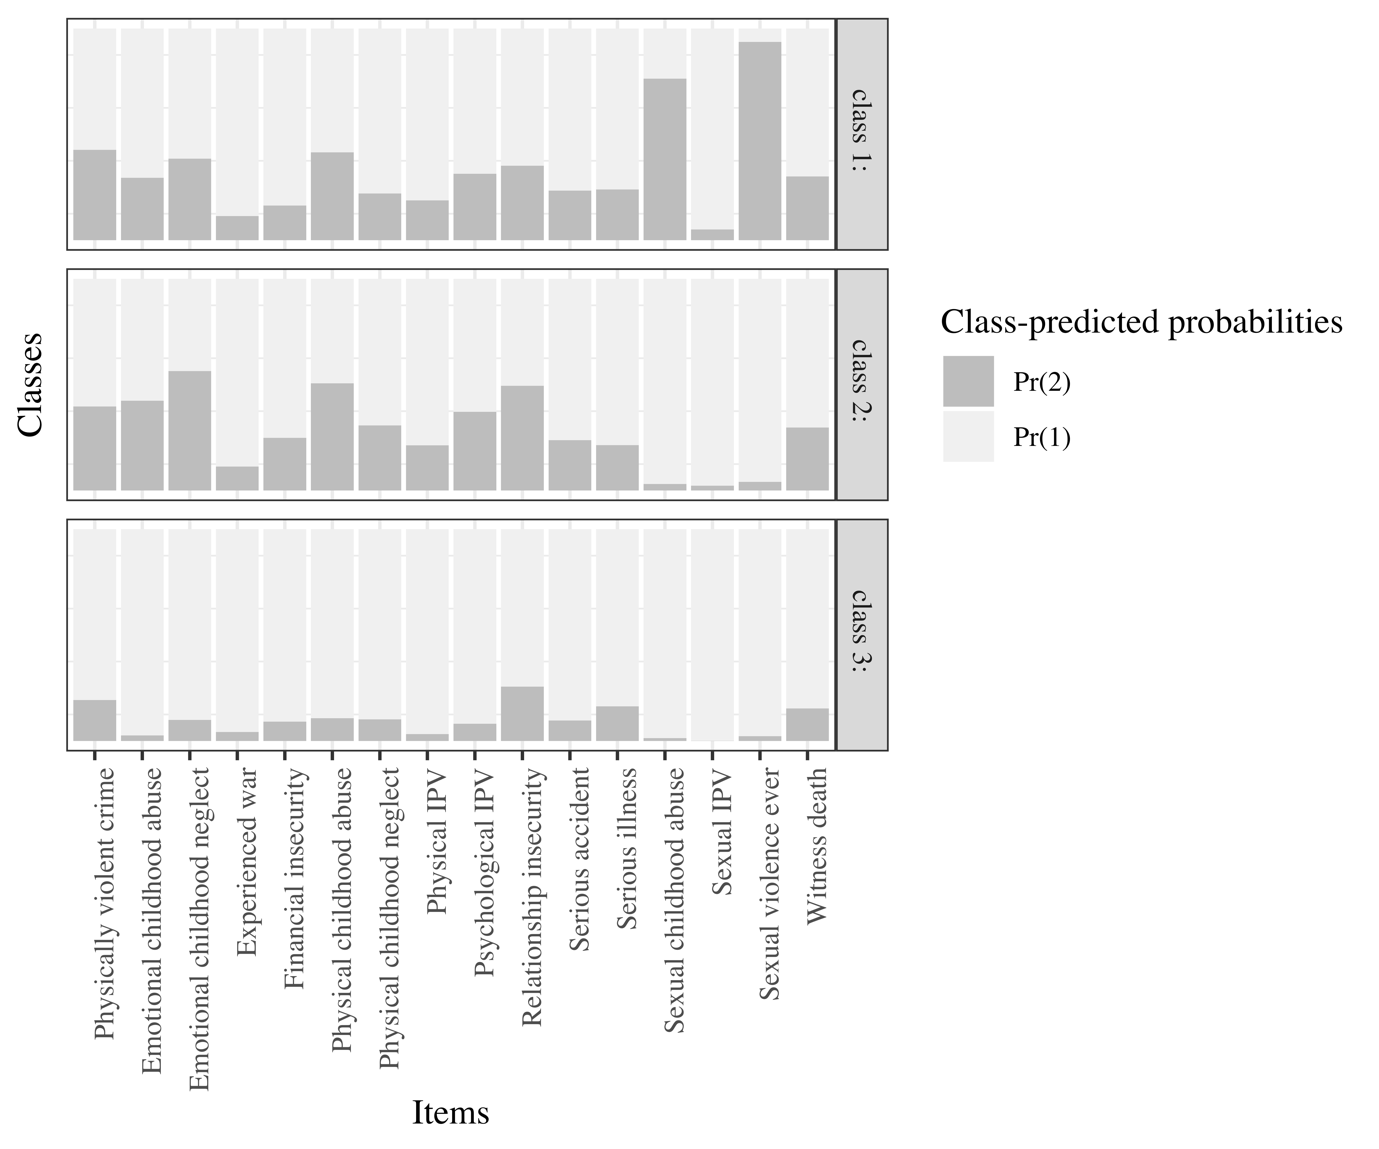 class 1:
class 2:
class 3:
Classes
Physically violent crime
Emotional childhood abuse
Emotional childhood neglect
Experienced war
Financial insecurity
Physical childhood abuse
Physical childhood neglect
Physical IPV
Psychological IPV
Relationship insecurity
Serious accident
Serious illness
Sexual childhood abuse
Sexual IPV
Sexual violence ever
Witness death
Items
Class-predicted probabilities
Pr(2)
Pr(1)